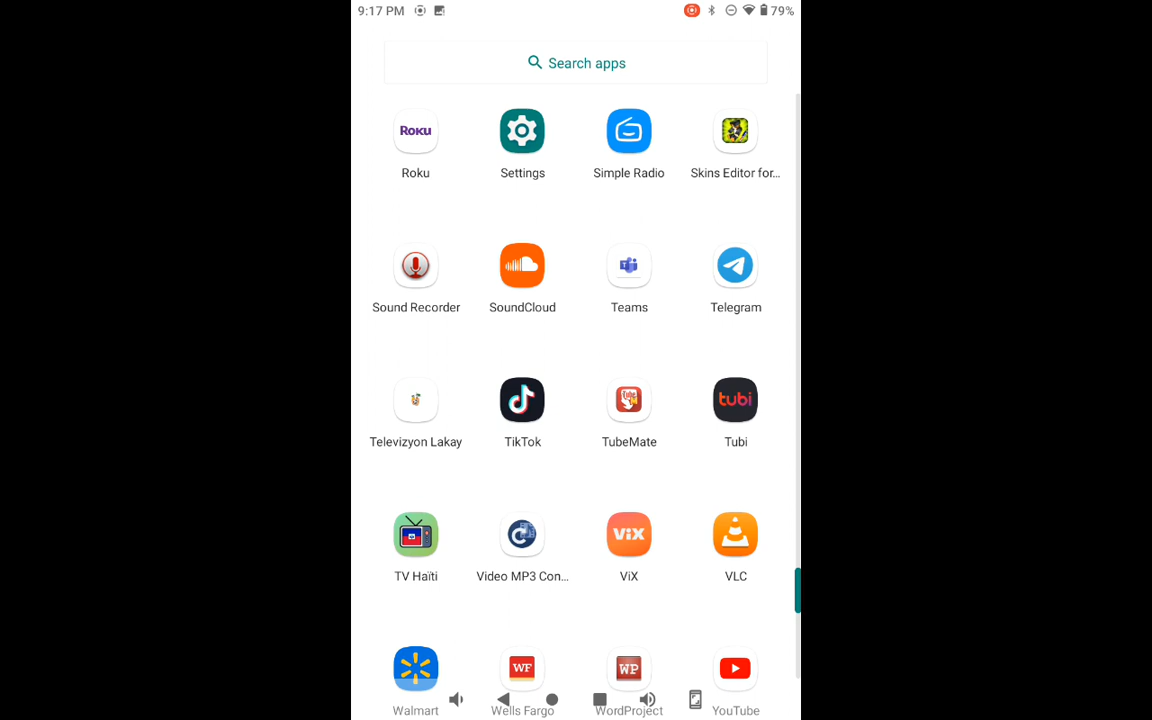 9:17 PM 79%
Search apps
Roku
Roku Settings Simple Radio Skins Editor for...
Sound Recorder SoundCloud Teams Telegram
tubi
Televizyon Lakay TikTok TubeMate Tubi
ViX
TV Haïti Video MP3 Con... ViX VLC
WF WP
Walmart Wells Fargo WordProject YouTube